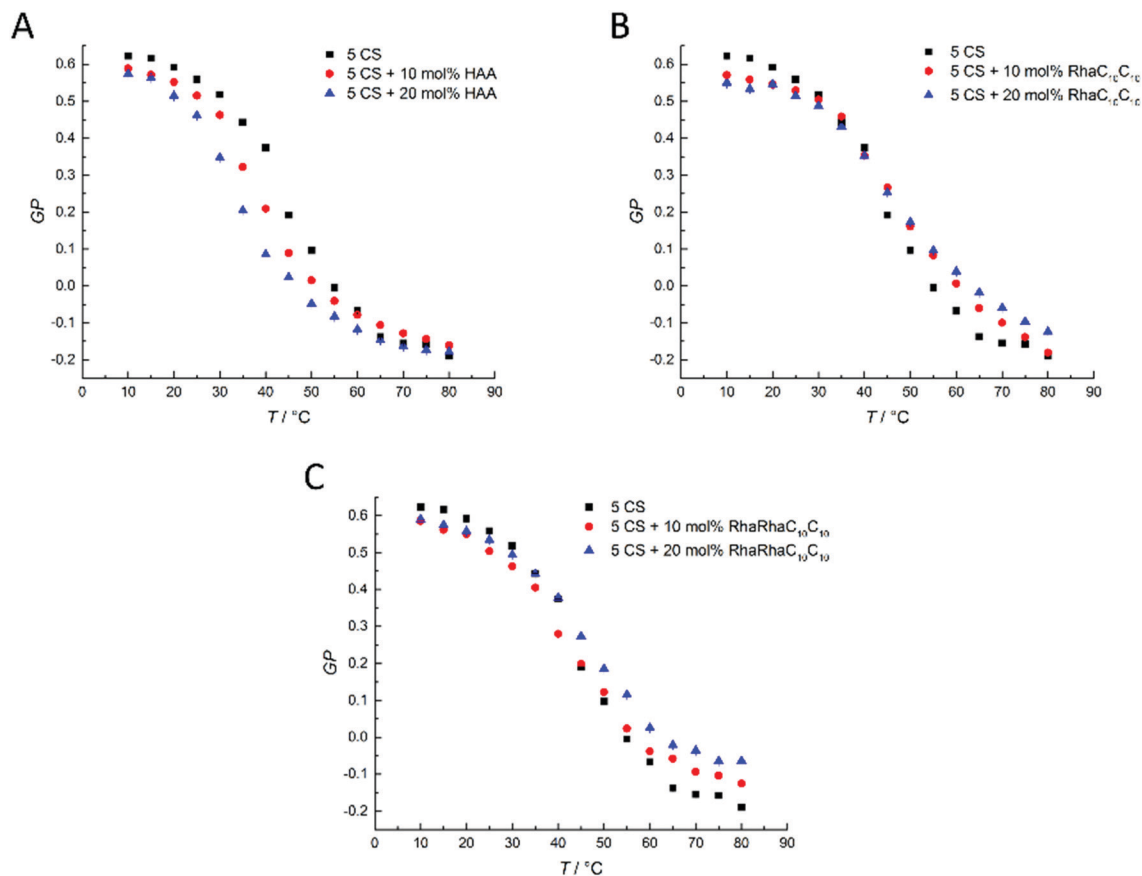 A
5 CS
5 CS + 10 mol% HAA
5 CS + 20 mol% HAA
GP
0.6
0.5
0.4
0.3
0.2
0.1
0.0
-0.1
-0.2
0 10 20 30 40 50 60 70 80 90
T / °C
B
5 CS
5 CS + 10 mol% RhaC₁₀C₁₀
5 CS + 20 mol% RhaC₁₀C₁₀
GP
0.6
0.5
0.4
0.3
0.2
0.1
0.0
-0.1
-0.2
0 10 20 30 40 50 60 70 80 90
T / °C
C
5 CS
5 CS + 10 mol% RhaRhaC₁₀C₁₀
5 CS + 20 mol% RhaRhaC₁₀C₁₀
GP
0.6
0.5
0.4
0.3
0.2
0.1
0.0
-0.1
-0.2
0 10 20 30 40 50 60 70 80 90
T / °C